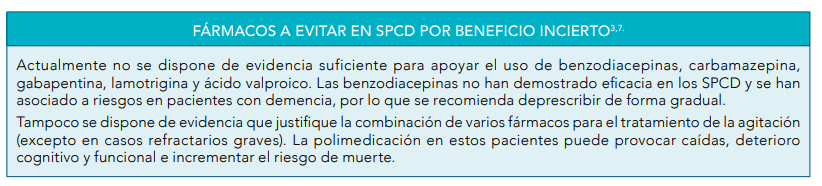 FÁRMACOS A EVITAR EN SPCD POR BENEFICIO INCIERTO3,7.
Actualmente no se dispone de evidencia suficiente para apoyar el uso de benzodiacepinas, carbamazepina,
gabapentina, lamotrigina y ácido valproico. Las benzodiacepinas no han demostrado eficacia en los SPCD y se han
asociado a riesgos en pacientes con demencia, por lo que se recomienda deprescribir de forma gradual.
Tampoco se dispone de evidencia que justifique la combinación de varios fármacos para el tratamiento de la agitación
(excepto en casos refractarios graves). La polimedicación en estos pacientes puede provocar caídas, deterioro
cognitivo y funcional e incrementar el riesgo de muerte.